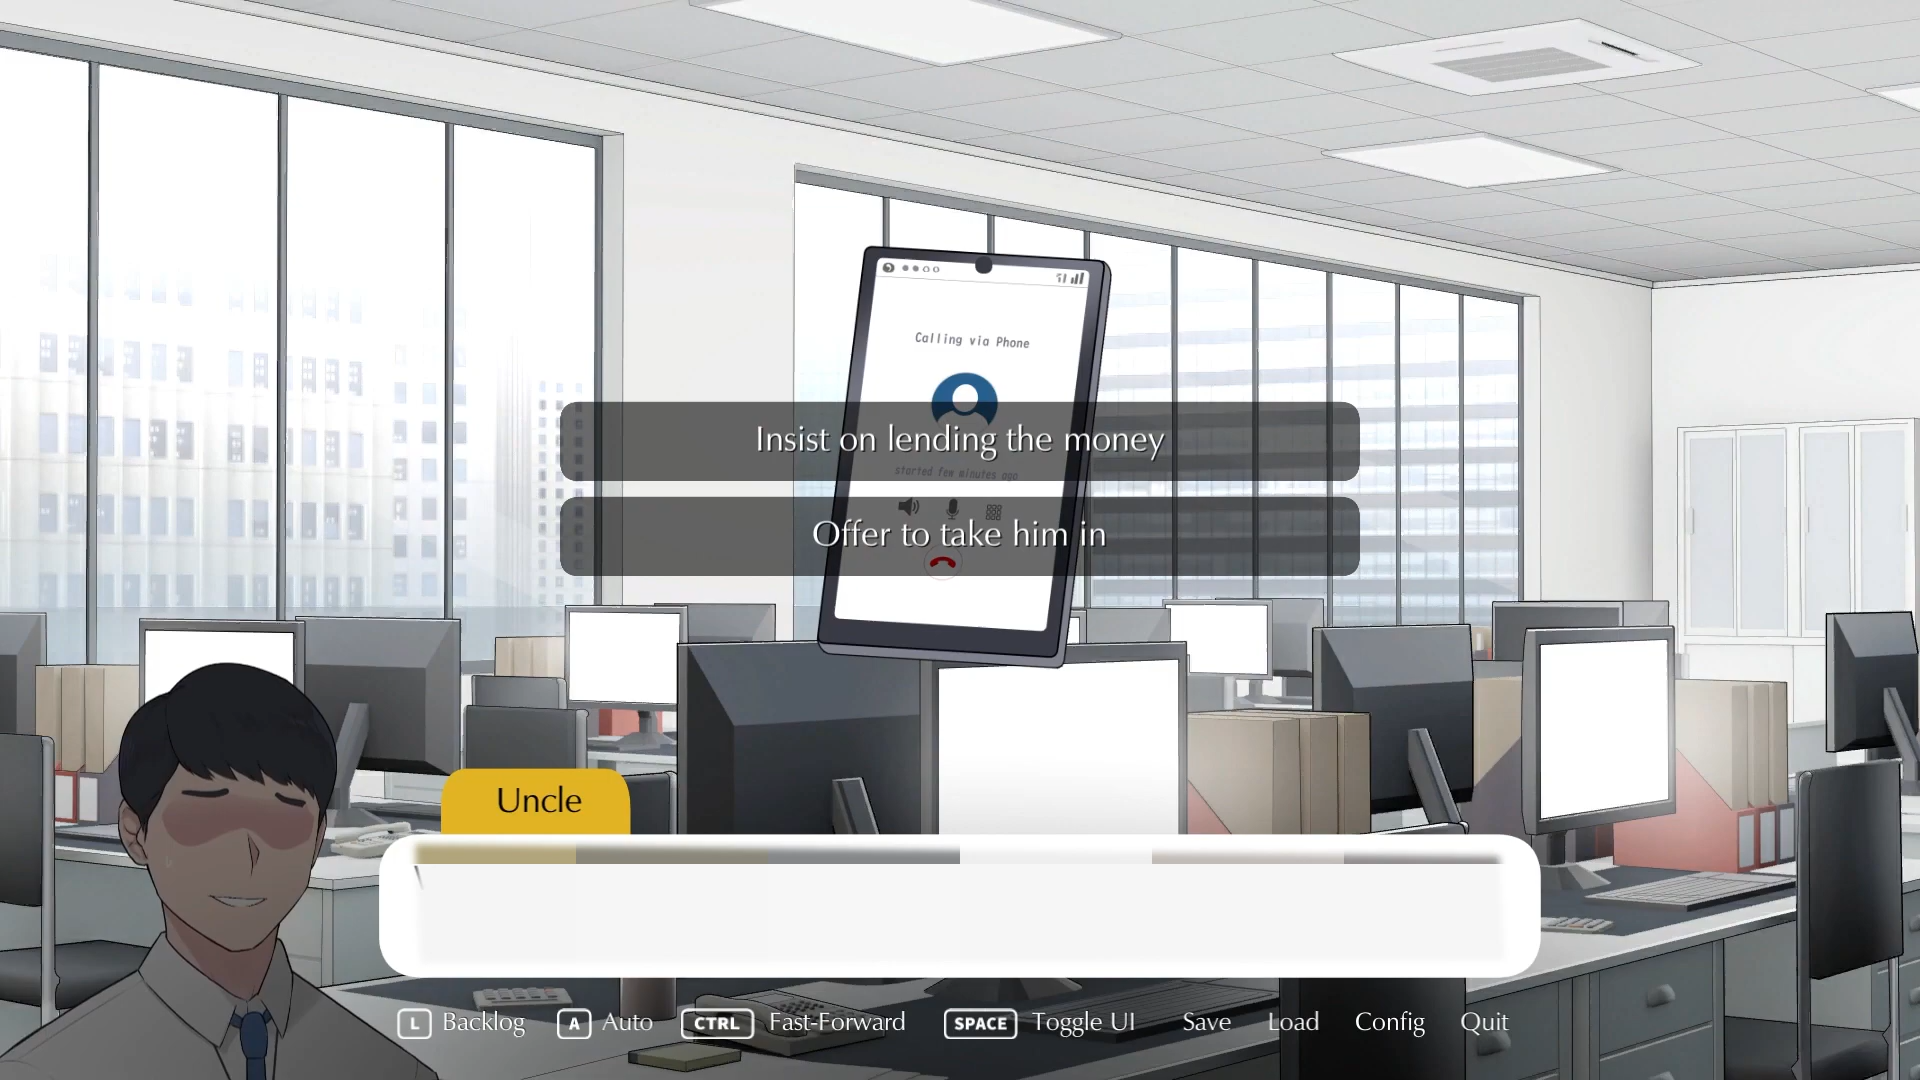 Calling via Phone
Insist on lending the money
started few minutes ago
Offer to take him in
Uncle
L Backlog A Auto CTRL Fast-Forward SPACE Toggle UI Save Load Config Quit